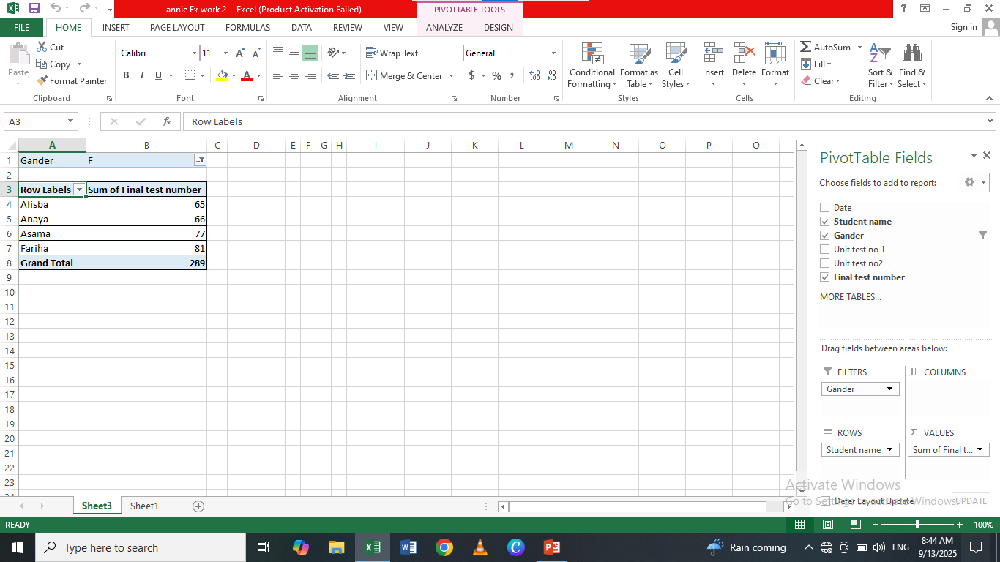 annie Ex work 2 - Excel (Product Activation Failed)
PIVOTTABLE TOOLS
FILE HOME INSERT PAGE LAYOUT FORMULAS DATA REVIEW VIEW ANALYZE DESIGN Sign in
Paste
Cut
Copy
Format Painter
Clipboard
Calibri 11
B I U
Font
Wrap Text
Merge & Center
Alignment
General
$ % ,
Number
Conditional Formatting
Format as Table
Cell Styles
Styles
Insert Delete Format
Cells
AutoSum
Fill
Clear
Sort & Filter
Find & Select
Editing
A3 fx Row Labels
A B C D E F G H I J K L M N O P Q
1 Gander F
2
3 Row Labels Sum of Final test number
4 Alisba 65
5 Anaya 66
6 Asama 77
7 Fariha 81
8 Grand Total 289
9
10
11
12
13
14
15
16
17
18
19
20
21
22
23
PivotTable Fields
Choose fields to add to report:
Date
Student name
Gander
Unit test no 1
Unit test no2
Final test number
MORE TABLES...
Drag fields between areas below:
FILTERS COLUMNS
Gander
ROWS Σ VALUES
Student name Sum of Final t...
Activate Windows
Go to Settings to activate Windows.
Defer Layout Update UPDATE
Sheet3 Sheet1
READY 100%
Type here to search
Rain coming
ENG
8:44 AM
9/13/2025